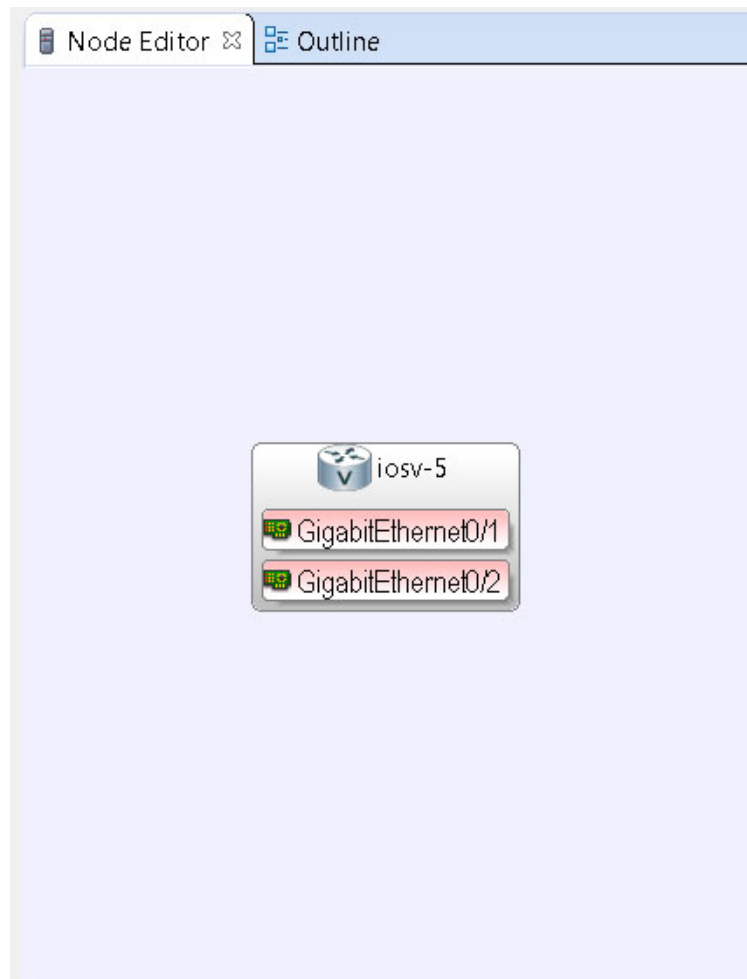 Node Editor Outline
V iosv-5
GigabitEthernet0/1
GigabitEthernet0/2